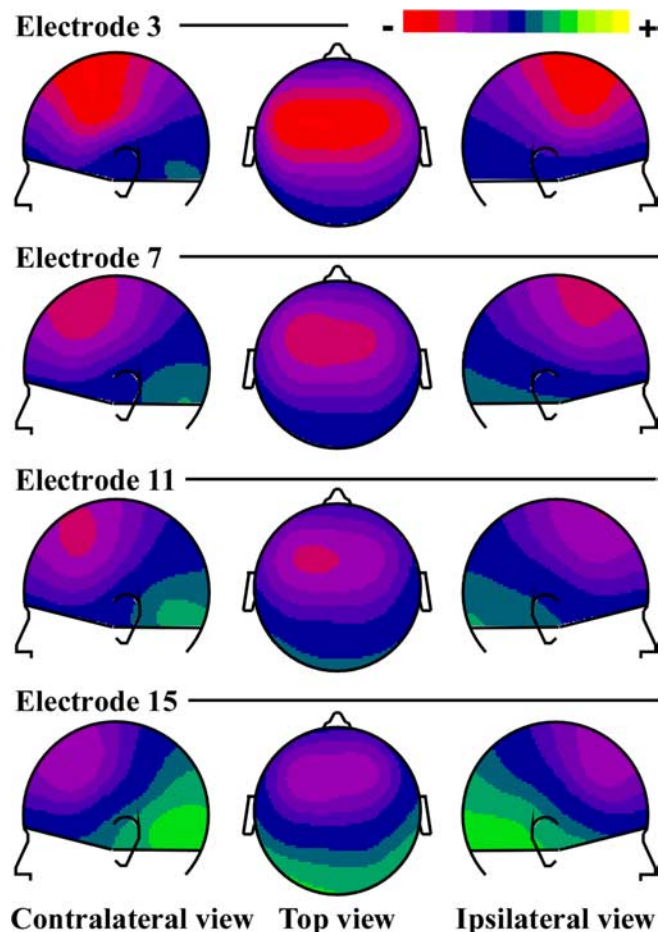 Electrode 3
- +
Electrode 7
Electrode 11
Electrode 15
Contralateral view Top view Ipsilateral view